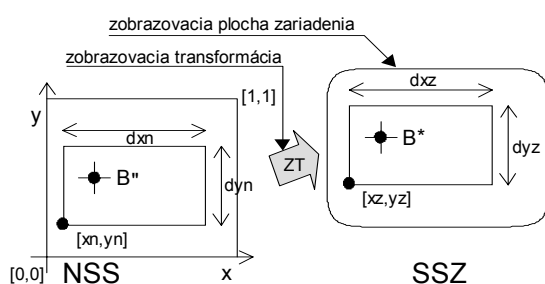 zobrazovacia plocha zariadenia
zobrazovacia transformácia
[1,1]
y
dxn
B"
dyn
[xn,yn]
[0,0]
NSS
x
ZT
dxz
B*
dyz
[xz,yz]
SSZ